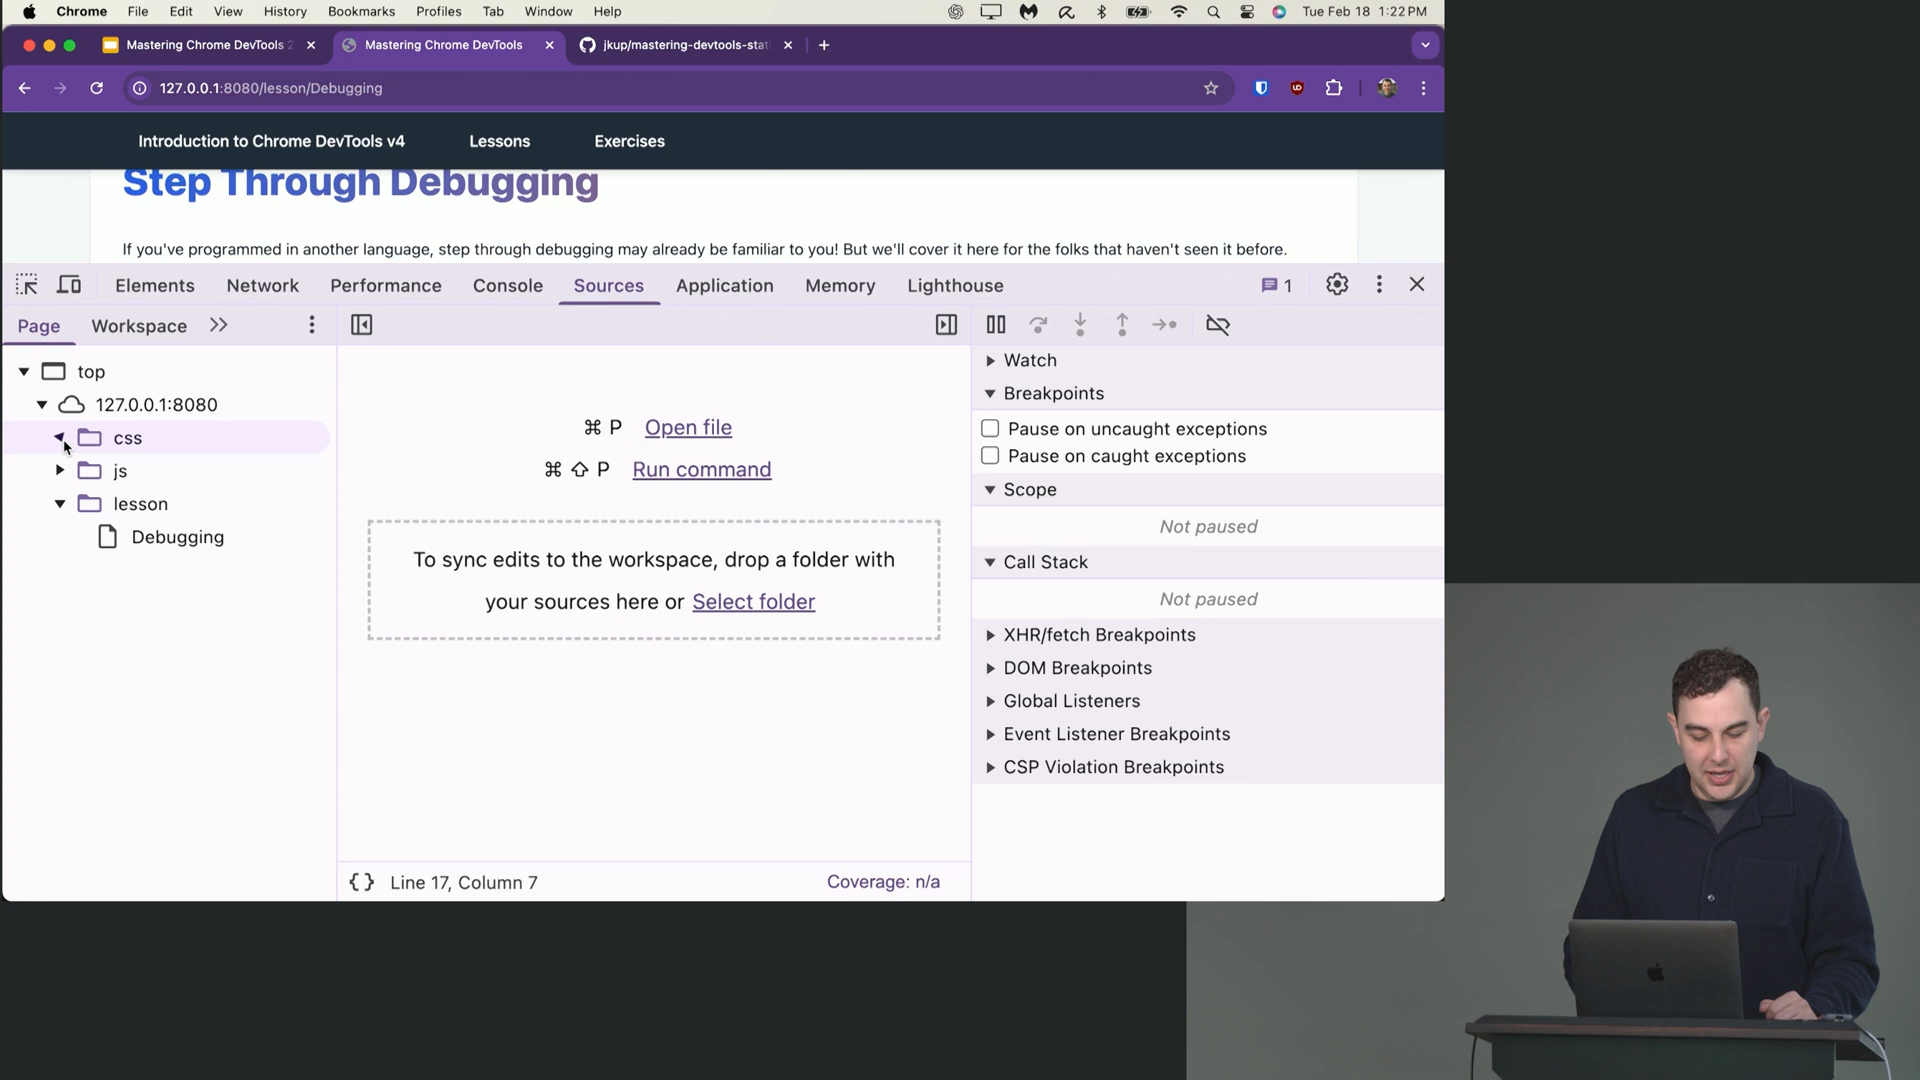 Chrome File Edit View History Bookmarks Profiles Tab Window Help Tue Feb 18 1:22 PM
Mastering Chrome DevTools 2 Mastering Chrome DevTools jkup/mastering-devtools-stat
127.0.0.1:8080/lesson/Debugging
Introduction to Chrome DevTools v4 Lessons Exercises
Step Through Debugging
If you've programmed in another language, step through debugging may already be familiar to you! But we'll cover it here for the folks that haven't seen it before.
Elements Network Performance Console Sources Application Memory Lighthouse 1
Page Workspace
top
127.0.0.1:8080
css
js
lesson
Debugging
⌘ P Open file
⌘ ⇧ P Run command
To sync edits to the workspace, drop a folder with
your sources here or Select folder
{ } Line 17, Column 7 Coverage: n/a
Watch
Breakpoints
Pause on uncaught exceptions
Pause on caught exceptions
Scope
Not paused
Call Stack
Not paused
XHR/fetch Breakpoints
DOM Breakpoints
Global Listeners
Event Listener Breakpoints
CSP Violation Breakpoints